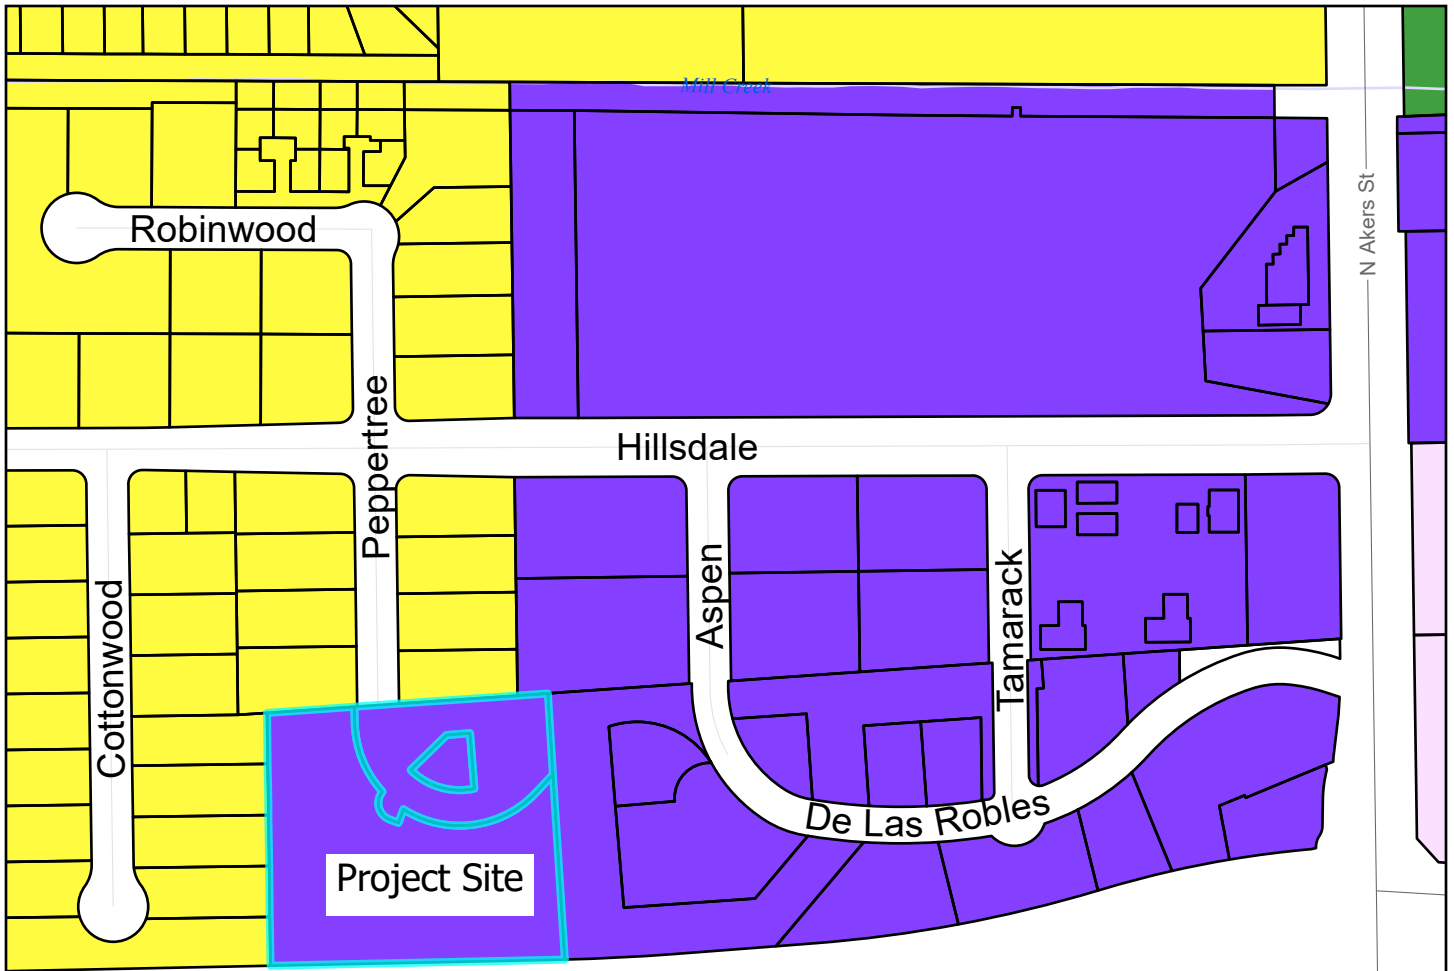 Mill Creek
Robinwood
N Akers St
Peppertree
Hillsdale
Cottonwood
Aspen
Tamarack
De Las Robles
Project Site